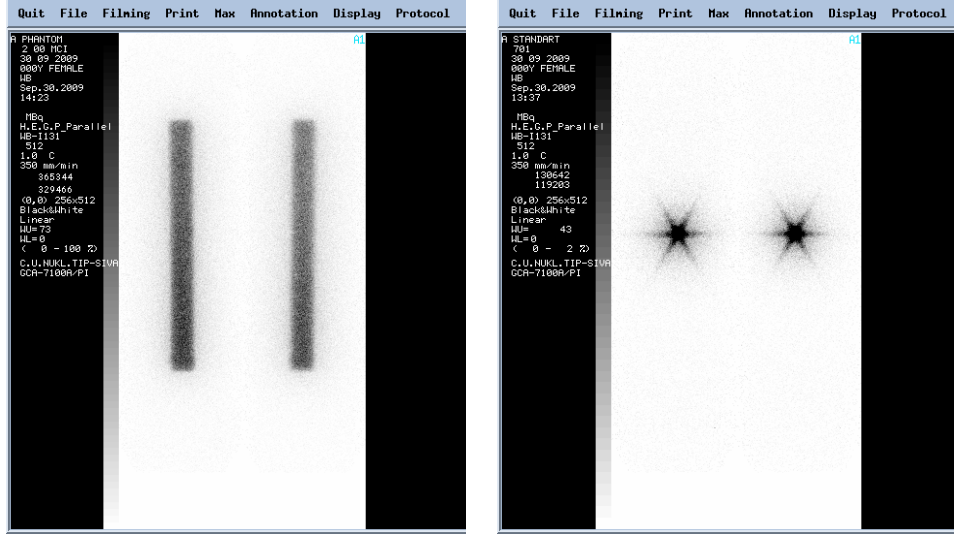 Quit File Filming Print Max Annotation Display Protocol
A PHANTOM
2 00 MCI
30 09 2009
000Y FEMALE
WB
Sep.30.2009
14:23
MBq
H.E.G.P_Parallel
WB-I131
512
1.0 C
350 mm/min
365344
329466
(0,0) 256x512
Black&White
Linear
WU=73
WL=0
( 0 - 100 %)
C.U.NUKL.TIP-SIVA
GCA-7100A/PI
A1
Quit File Filming Print Max Annotation Display Protocol
A STANDART
701
30 09 2009
000Y FEMALE
WB
Sep.30.2009
13:37
MBq
H.E.G.P_Parallel
WB-I131
512
1.0 C
350 mm/min
130642
119203
(0,0) 256x512
Black&White
Linear
WU= 43
WL=0
( 0 - 2 %)
C.U.NUKL.TIP-SIVA
GCA-7100A/PI
A1